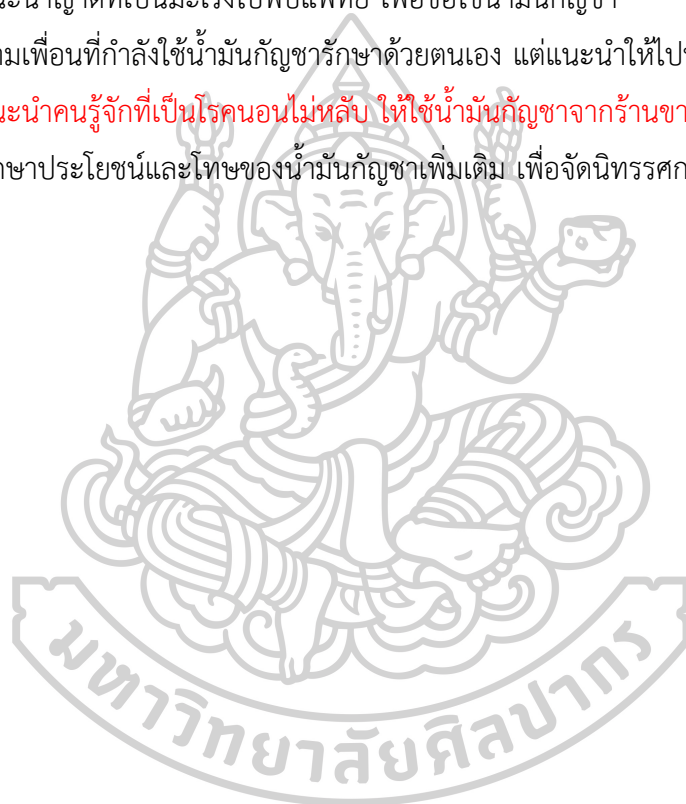 นะนำญาติที่เป็นมะเร็งไปพบแพทย์ เพื่อขอใช้น้ำมันกัญชา
ามเพื่อนที่กำลังใช้น้ำมันกัญชารักษาด้วยตนเอง แต่แนะนำให้ไป
นะนำคนรู้จักที่เป็นโรคนอนไม่หลับ ให้ใช้น้ำมันกัญชาจากร้านขา
กษาประโยชน์และโทษของน้ำมันกัญชาเพิ่มเติม เพื่อจัดนิทรรศก
มหาวิทยาลัยศิลปากร